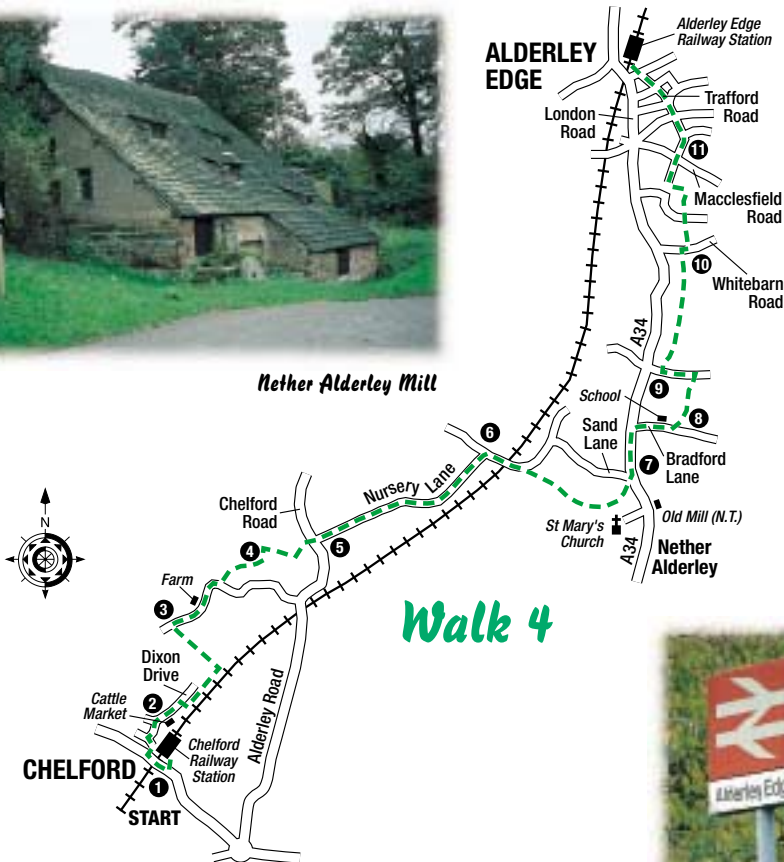 Alderley Edge
Railway Station
ALDERLEY
EDGE
London
Road
Trafford
Road
11
Macclesfield
Road
10
Whitebarn
Road
A34
Nether Alderley Mill
9
School
8
6
Sand
Lane
7
Bradford
Lane
Nursery Lane
Chelford
Road
N
4
5
St Mary's
Church
Old Mill (N.T.)
A34
Nether
Alderley
Farm
3
Walk 4
Dixon
Drive
2
Cattle
Market
Alderley Road
Chelford
Railway
Station
CHELFORD
1
START
Alderley Edg